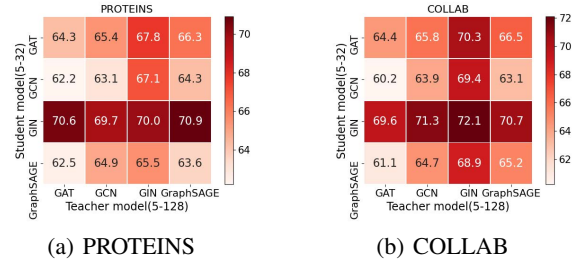 PROTEINS
Student model(5-32)
GAT 64.3 65.4 67.8 66.3
GCN 62.2 63.1 67.1 64.3
GIN 70.6 69.7 70.0 70.9
GraphSAGE 62.5 64.9 65.5 63.6
GAT GCN GIN GraphSAGE
Teacher model(5-128)
70
68
66
64
(a) PROTEINS
COLLAB
Student model(5-32)
GAT 64.4 65.8 70.3 66.5
GCN 60.2 63.9 69.4 63.1
GIN 69.6 71.3 72.1 70.7
GraphSAGE 61.1 64.7 68.9 65.2
GAT GCN GIN GraphSAGE
Teacher model(5-128)
72
70
68
66
64
62
(b) COLLAB